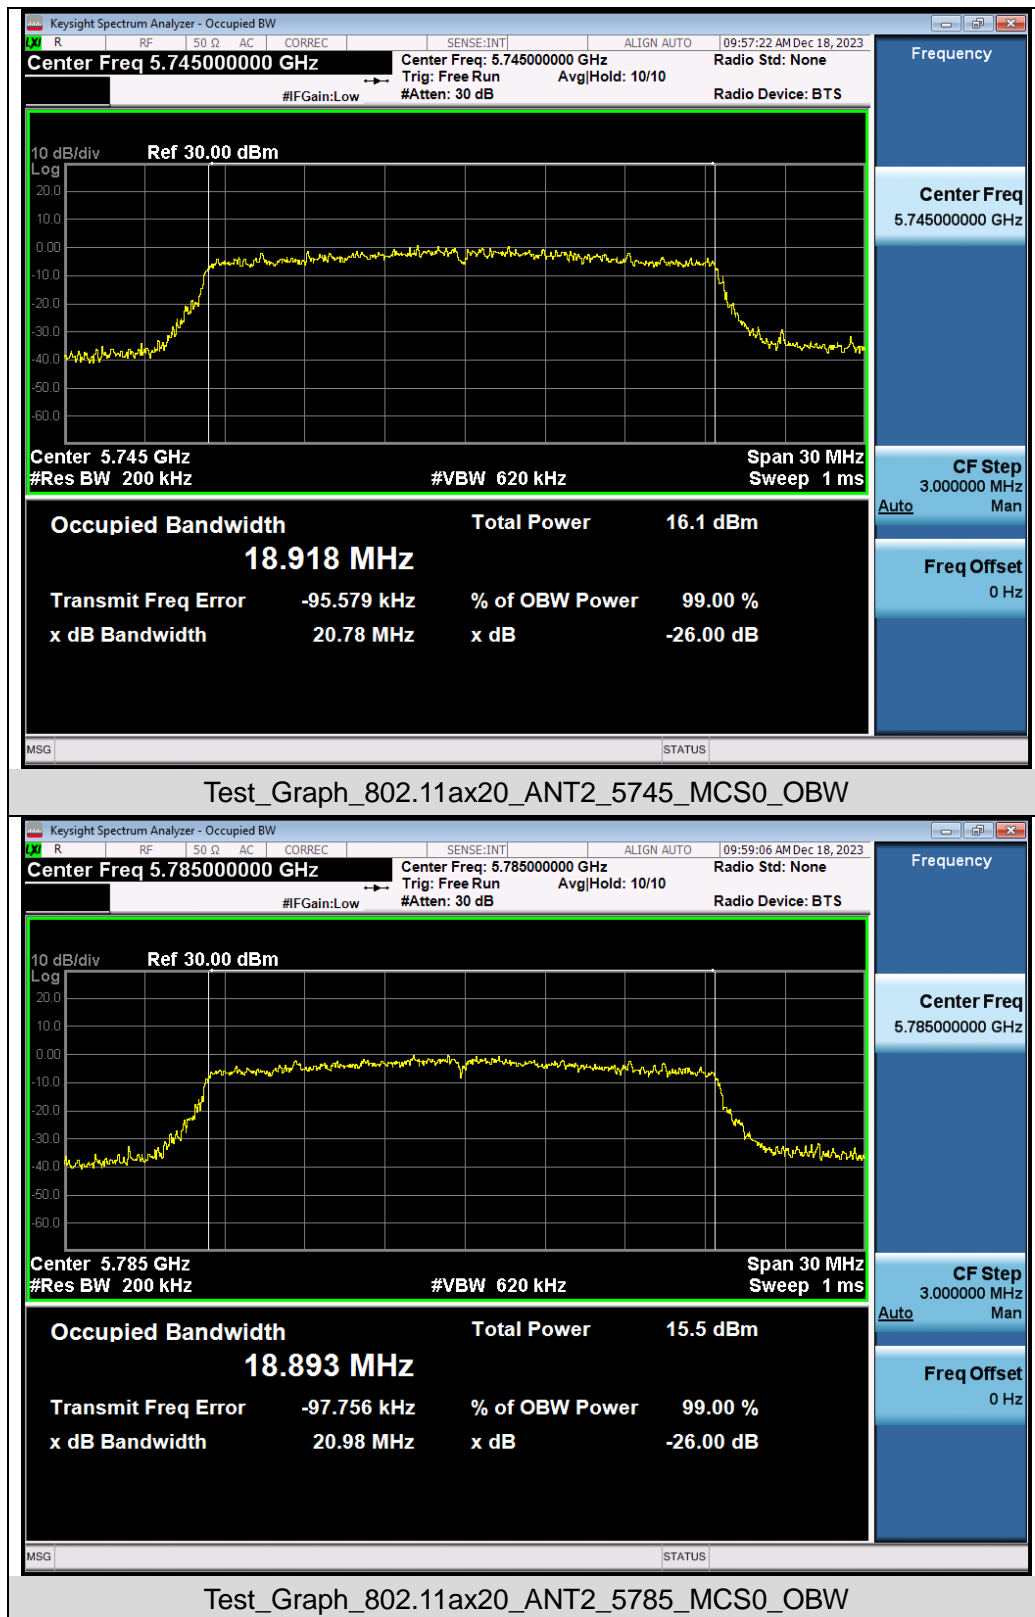 Keysight Spectrum Analyzer - Occupied BW
LXI R RF 50 Ω AC CORREC SENSE:INT ALIGN AUTO 09:57:22 AM Dec 18, 2023
Center Freq 5.745000000 GHz
Center Freq: 5.745000000 GHz
Radio Std: None
Trig: Free Run Avg|Hold: 10/10
#IFGain:Low
#Atten: 30 dB
Radio Device: BTS
Frequency
10 dB/div Ref 30.00 dBm
Log
20.0
10.0
0.00
-10.0
-20.0
-30.0
-40.0
-50.0
-60.0
Center 5.745 GHz Span 30 MHz
#Res BW 200 kHz #VBW 620 kHz Sweep 1 ms
Center Freq
5.745000000 GHz
CF Step
3.000000 MHz
Auto Man
Freq Offset
0 Hz
Occupied Bandwidth Total Power 16.1 dBm
18.918 MHz
Transmit Freq Error -95.579 kHz % of OBW Power 99.00 %
x dB Bandwidth 20.78 MHz x dB -26.00 dB
MSG STATUS
Test_Graph_802.11ax20_ANT2_5745_MCS0_OBW
Keysight Spectrum Analyzer - Occupied BW
LXI R RF 50 Ω AC CORREC SENSE:INT ALIGN AUTO 09:59:06 AM Dec 18, 2023
Center Freq 5.785000000 GHz
Center Freq: 5.785000000 GHz
Radio Std: None
Trig: Free Run Avg|Hold: 10/10
#IFGain:Low
#Atten: 30 dB
Radio Device: BTS
Frequency
10 dB/div Ref 30.00 dBm
Log
20.0
10.0
0.00
-10.0
-20.0
-30.0
-40.0
-50.0
-60.0
Center 5.785 GHz Span 30 MHz
#Res BW 200 kHz #VBW 620 kHz Sweep 1 ms
Center Freq
5.785000000 GHz
CF Step
3.000000 MHz
Auto Man
Freq Offset
0 Hz
Occupied Bandwidth Total Power 15.5 dBm
18.893 MHz
Transmit Freq Error -97.756 kHz % of OBW Power 99.00 %
x dB Bandwidth 20.98 MHz x dB -26.00 dB
MSG STATUS
Test_Graph_802.11ax20_ANT2_5785_MCS0_OBW